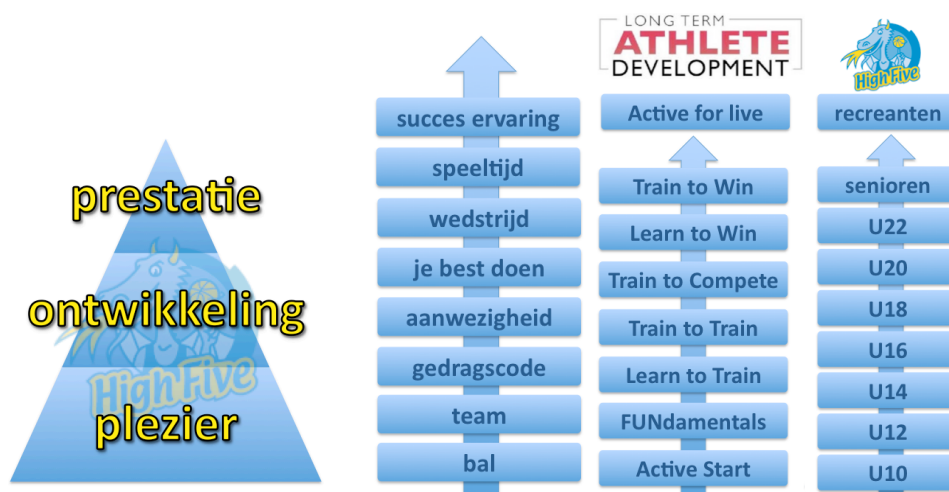 prestatie
ontwikkeling
High Five
plezier
succes ervaring
speeltijd
wedstrijd
je best doen
aanwezigheid
gedragscode
team
bal
LONG TERM
ATHLETE
DEVELOPMENT
Active for live
Train to Win
Learn to Win
Train to Compete
Train to Train
Learn to Train
FUNdamentals
Active Start
High Five
recreanten
senioren
U22
U20
U18
U16
U14
U12
U10